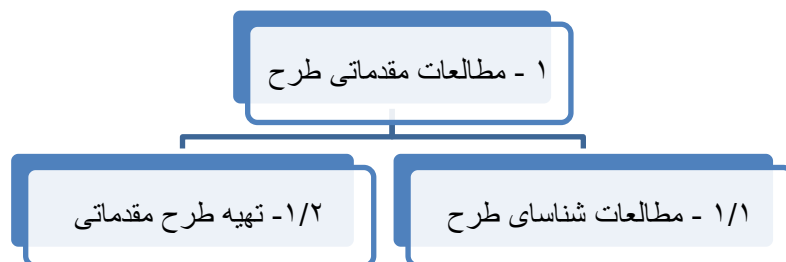 ۱ - مطالعات مقدماتی طرح
۱/۱ - مطالعات شناسای طرح
۱/۲- تهیه طرح مقدماتی